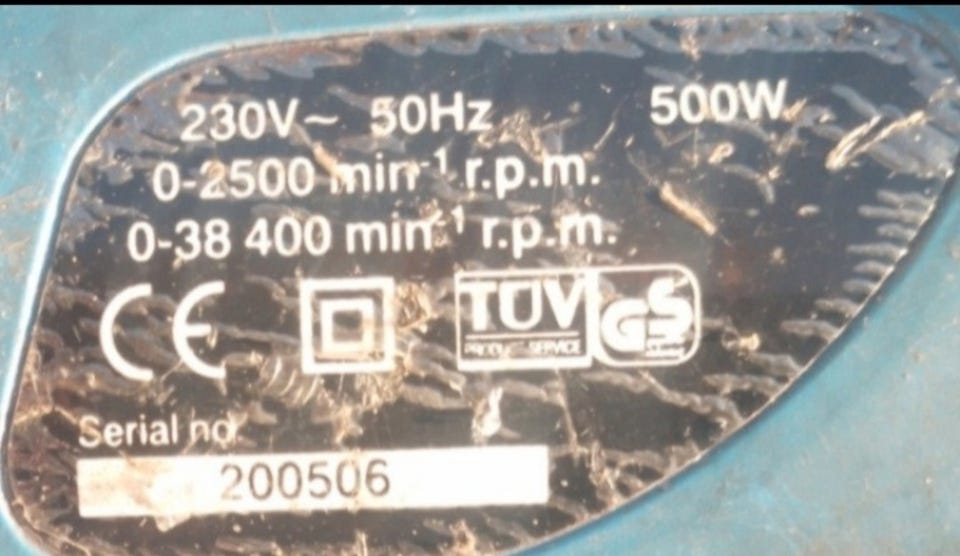 230V~ 50Hz 500W
0-2500 min⁻¹ r.p.m.
0-38 400 min⁻¹ r.p.m.
CE TÜV GS
PRODUCT SERVICE
Serial no.
200506